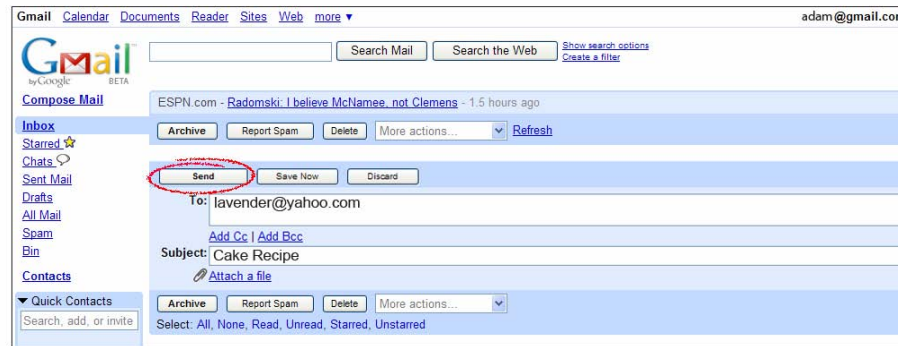 Gmail Calendar Documents Reader Sites Web more ▼ adam@gmail.com
Gmail
by Google BETA
Search Mail Search the Web Show search options
Create a filter
Compose Mail
Inbox
Starred
Chats
Sent Mail
Drafts
All Mail
Spam
Bin
Contacts
▼ Quick Contacts
Search, add, or invite
ESPN.com - Radomski: I believe McNamee, not Clemens - 1.5 hours ago
Archive Report Spam Delete More actions... Refresh
Send Save Now Discard
To: lavender@yahoo.com
Add Cc | Add Bcc
Subject: Cake Recipe
Attach a file
Archive Report Spam Delete More actions...
Select: All, None, Read, Unread, Starred, Unstarred